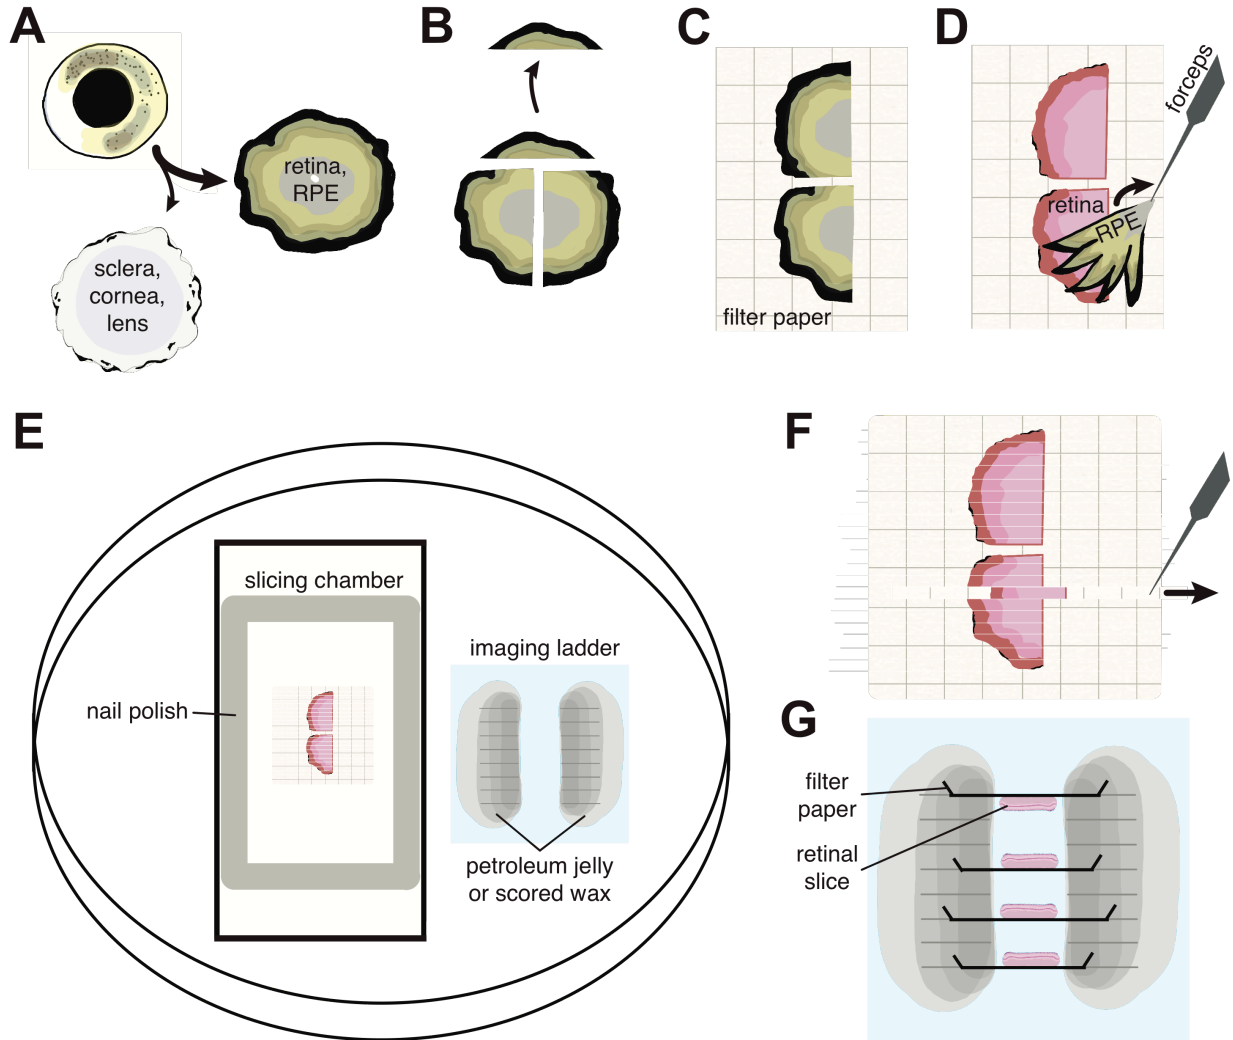 A
B
C
D
retina,
RPE
sclera,
cornea,
lens
filter paper
forceps
retina
RPE
E
slicing chamber
nail polish
imaging ladder
petroleum jelly
or scored wax
F
G
filter
paper
retinal
slice